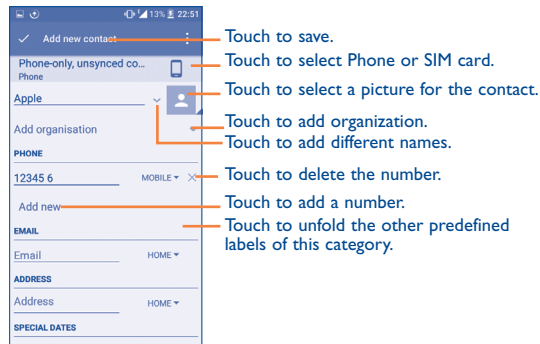 13% 22:51
Add new contact
Touch to save.
Phone-only, unsynced co...
Phone
Touch to select Phone or SIM card.
Touch to select a picture for the contact.
Apple
Touch to add organization.
Add organisation
Touch to add different names.
PHONE
12345 6 MOBILE
Touch to delete the number.
Add new
Touch to add a number.
Touch to unfold the other predefined
labels of this category.
EMAIL
Email HOME
ADDRESS
Address HOME
SPECIAL DATES